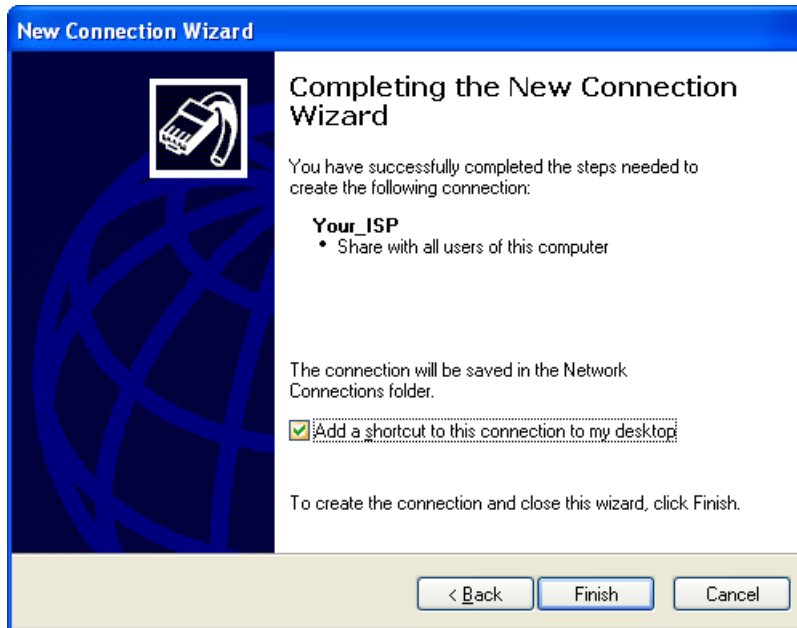 New Connection Wizard
Completing the New Connection
Wizard
You have successfully completed the steps needed to
create the following connection:
Your_ISP
• Share with all users of this computer
The connection will be saved in the Network
Connections folder.
Add a shortcut to this connection to my desktop
To create the connection and close this wizard, click Finish.
< Back
Finish
Cancel